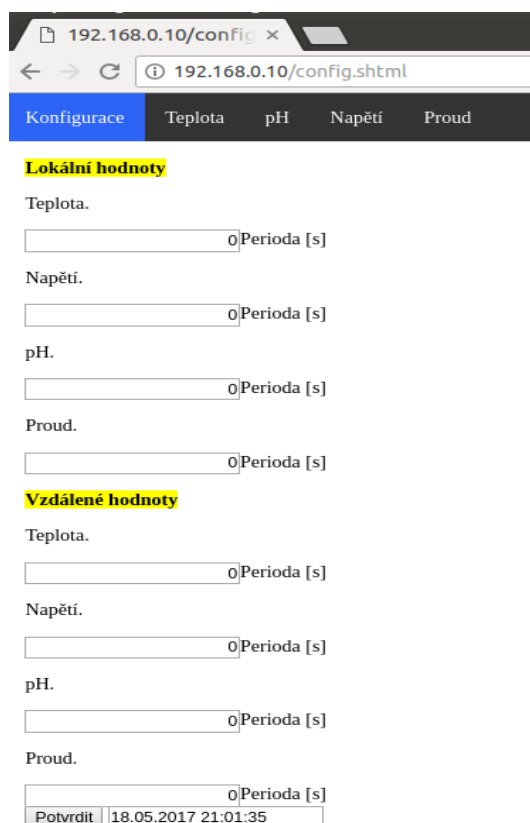 192.168.0.10/config
192.168.0.10/config.shtml
Konfigurace Teplota pH Napětí Proud
Lokální hodnoty
Teplota.
0Perioda [s]
Napětí.
0Perioda [s]
pH.
0Perioda [s]
Proud.
0Perioda [s]
Vzdálené hodnoty
Teplota.
0Perioda [s]
Napětí.
0Perioda [s]
pH.
0Perioda [s]
Proud.
0Perioda [s]
Potvrdit 18.05.2017 21:01:35